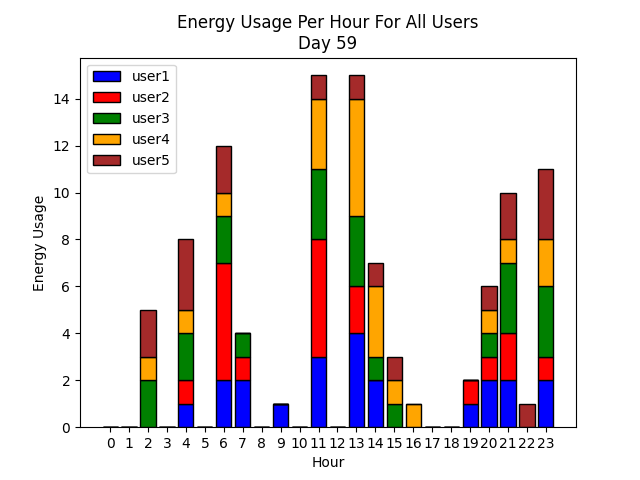 Energy Usage Per Hour For All Users
Day 59
user1
user2
user3
user4
user5
Energy Usage
14
12
10
8
6
4
2
0
0 1 2 3 4 5 6 7 8 9 10 11 12 13 14 15 16 17 18 19 20 21 22 23
Hour